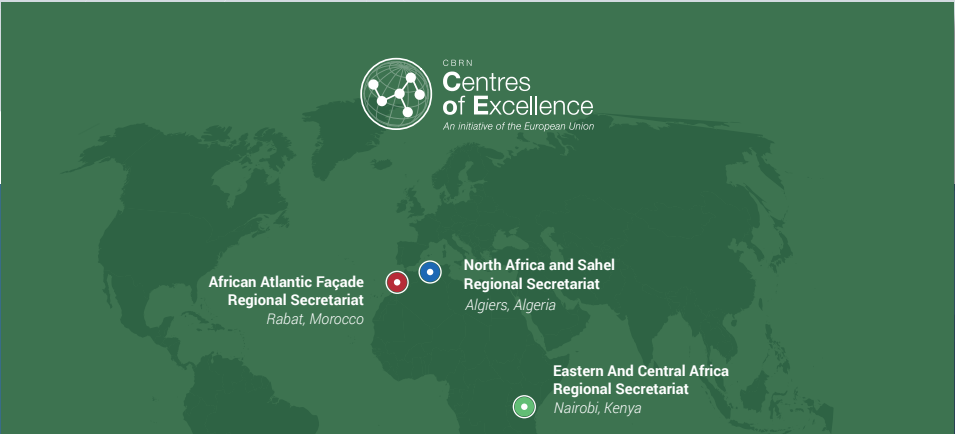 CBRN
Centres
of Excellence
An initiative of the European Union
North Africa and Sahel
Regional Secretariat
Algiers, Algeria
African Atlantic Façade
Regional Secretariat
Rabat, Morocco
Eastern And Central Africa
Regional Secretariat
Nairobi, Kenya